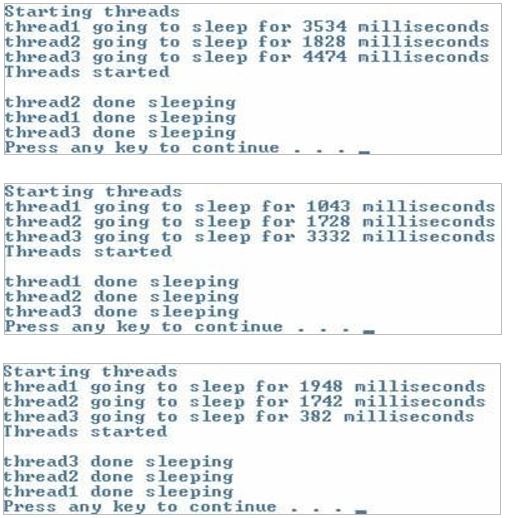 Starting threads
thread1 going to sleep for 3534 milliseconds
thread2 going to sleep for 1828 milliseconds
thread3 going to sleep for 4474 milliseconds
Threads started
thread2 done sleeping
thread1 done sleeping
thread3 done sleeping
Press any key to continue . . . _
Starting threads
thread1 going to sleep for 1043 milliseconds
thread2 going to sleep for 1728 milliseconds
thread3 going to sleep for 3332 milliseconds
Threads started
thread1 done sleeping
thread2 done sleeping
thread3 done sleeping
Press any key to continue . . . _
Starting threads
thread1 going to sleep for 1948 milliseconds
thread2 going to sleep for 1742 milliseconds
thread3 going to sleep for 382 milliseconds
Threads started
thread3 done sleeping
thread2 done sleeping
thread1 done sleeping
Press any key to continue . . . _